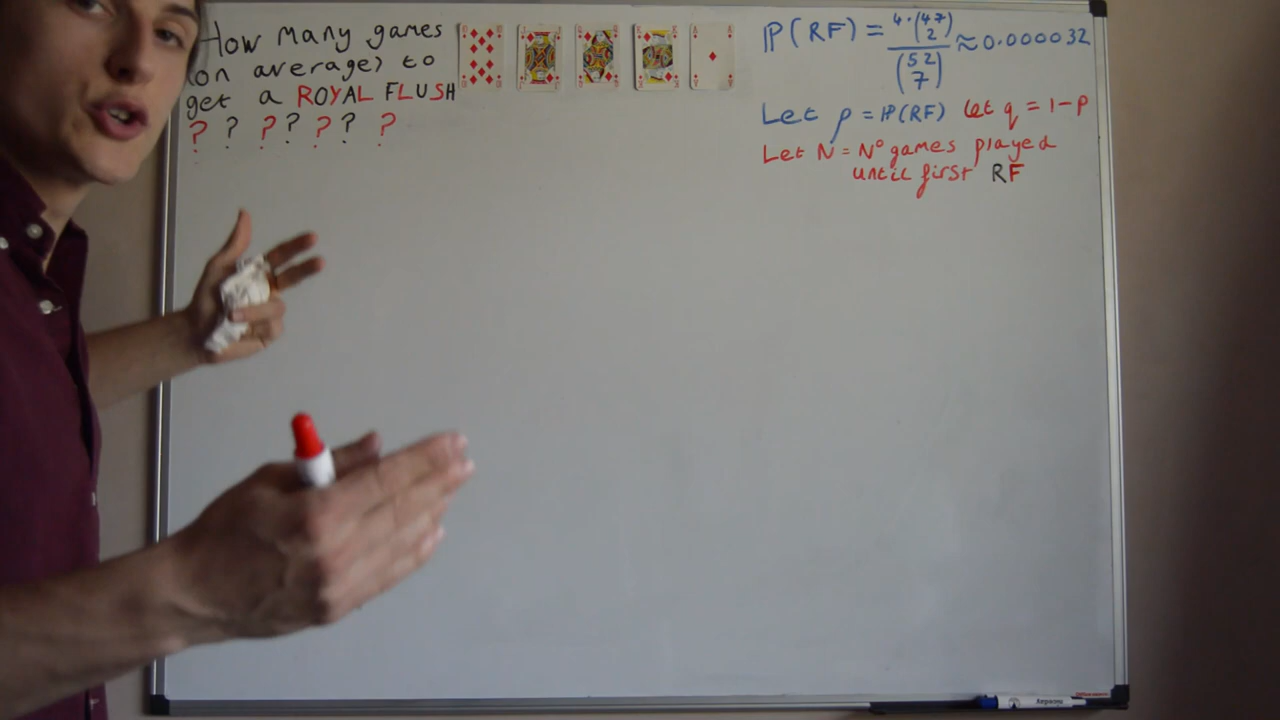 How many games
(on average) to
get a ROYAL FLUSH
? ? ? ? ? ? ?
P(RF) = 4·(47 2) / (52 7) ≈ 0.000032
Let p = P(RF) Let q = 1-p
Let N = Nº games played
until first RF